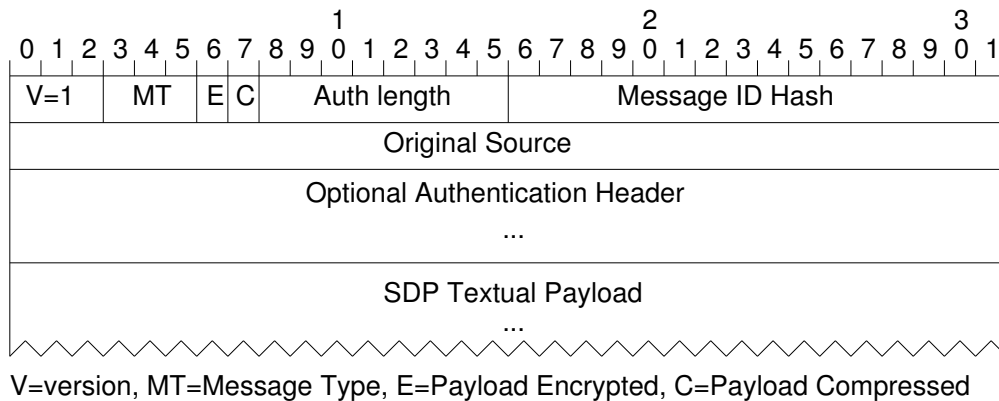 1 2 3
0 1 2 3 4 5 6 7 8 9 0 1 2 3 4 5 6 7 8 9 0 1 2 3 4 5 6 7 8 9 0 1
V=1 MT E C Auth length Message ID Hash
Original Source
Optional Authentication Header
...
SDP Textual Payload
...
V=version, MT=Message Type, E=Payload Encrypted, C=Payload Compressed